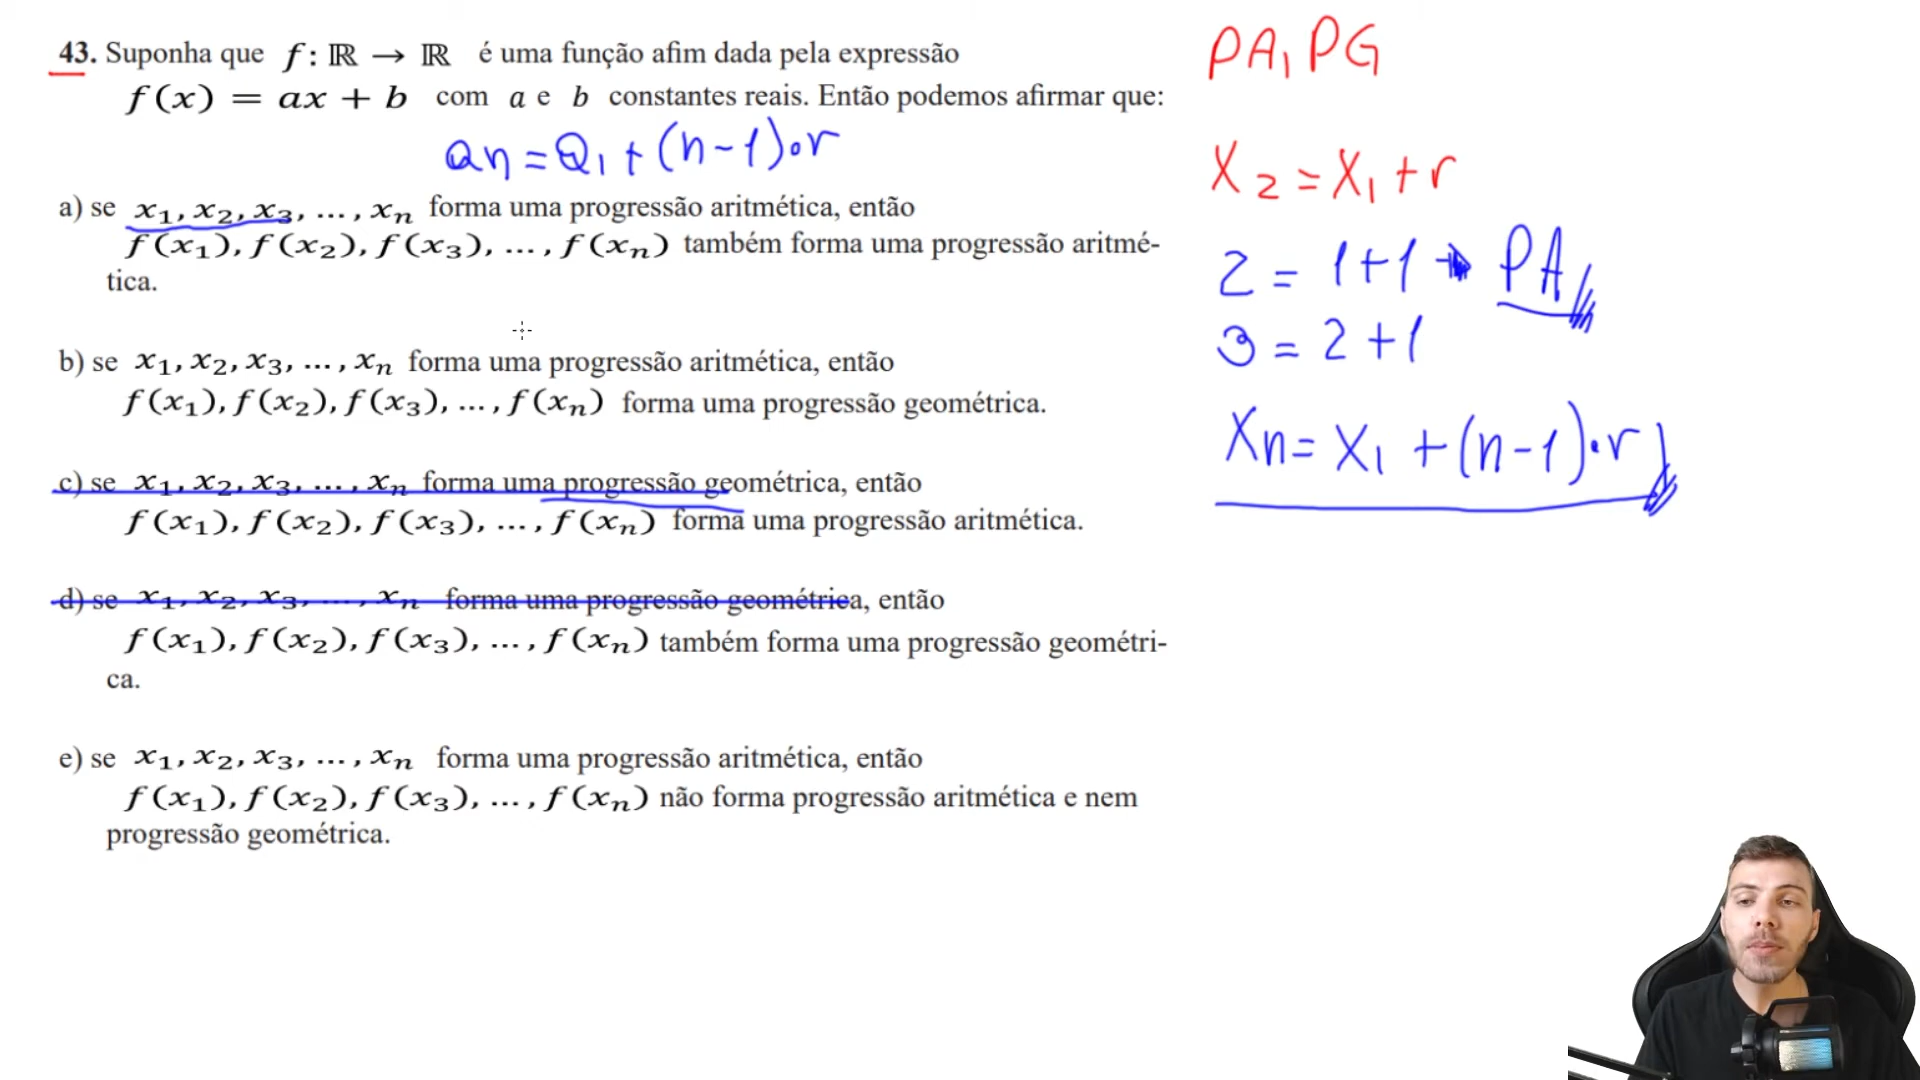 43. Suponha que f: ℝ → ℝ é uma função afim dada pela expressão
f(x) = ax + b com a e b constantes reais. Então podemos afirmar que:
an = a₁ + (n-1)·r
a) se x₁, x₂, x₃, ... , xₙ forma uma progressão aritmética, então
f(x₁), f(x₂), f(x₃), ... , f(xₙ) também forma uma progressão aritmé-
tica.
b) se x₁, x₂, x₃, ... , xₙ forma uma progressão aritmética, então
f(x₁), f(x₂), f(x₃), ... , f(xₙ) forma uma progressão geométrica.
c) se x₁, x₂, x₃, ... , xₙ forma uma progressão geométrica, então
f(x₁), f(x₂), f(x₃), ... , f(xₙ) forma uma progressão aritmética.
d) se x₁, x₂, x₃, ... , xₙ forma uma progressão geométrica, então
f(x₁), f(x₂), f(x₃), ... , f(xₙ) também forma uma progressão geométri-
ca.
e) se x₁, x₂, x₃, ... , xₙ forma uma progressão aritmética, então
f(x₁), f(x₂), f(x₃), ... , f(xₙ) não forma progressão aritmética e nem
progressão geométrica.
PA, PG
X₂ = X₁ + r
2 = 1+1 → PA
3 = 2+1
Xn = X₁ + (n-1)·r